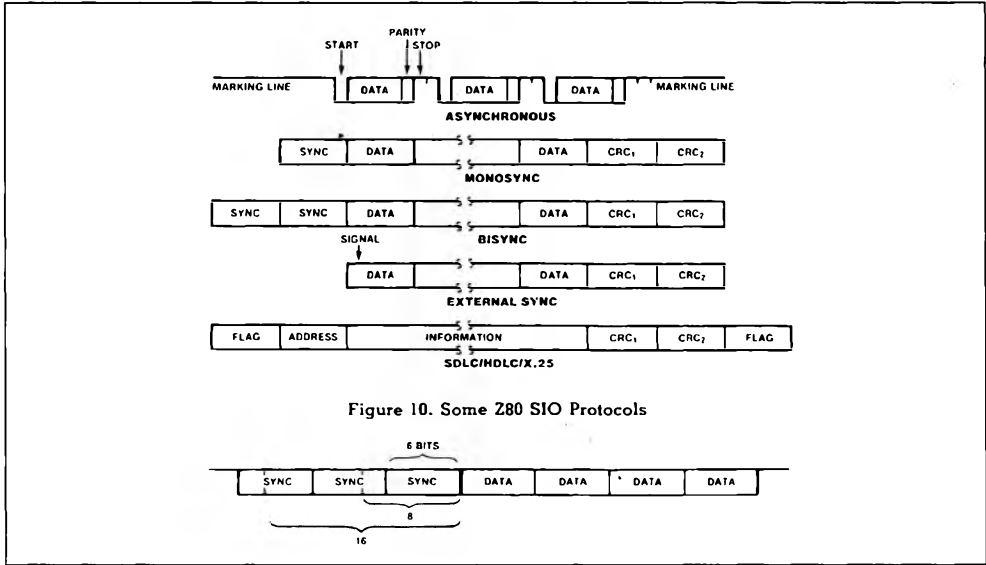 PARITY
START STOP
MARKING LINE DATA DATA DATA MARKING LINE
ASYNCHRONOUS
SYNC DATA DATA CRC₁ CRC₂
MONOSYNC
SYNC SYNC DATA DATA CRC₁ CRC₂
BISYNC
SIGNAL
DATA DATA CRC₁ CRC₂
EXTERNAL SYNC
FLAG ADDRESS INFORMATION CRC₁ CRC₂ FLAG
SDLC/HDLC/X.25
Figure 10. Some Z80 SIO Protocols
6 BITS
SYNC SYNC SYNC DATA DATA DATA DATA
8
16